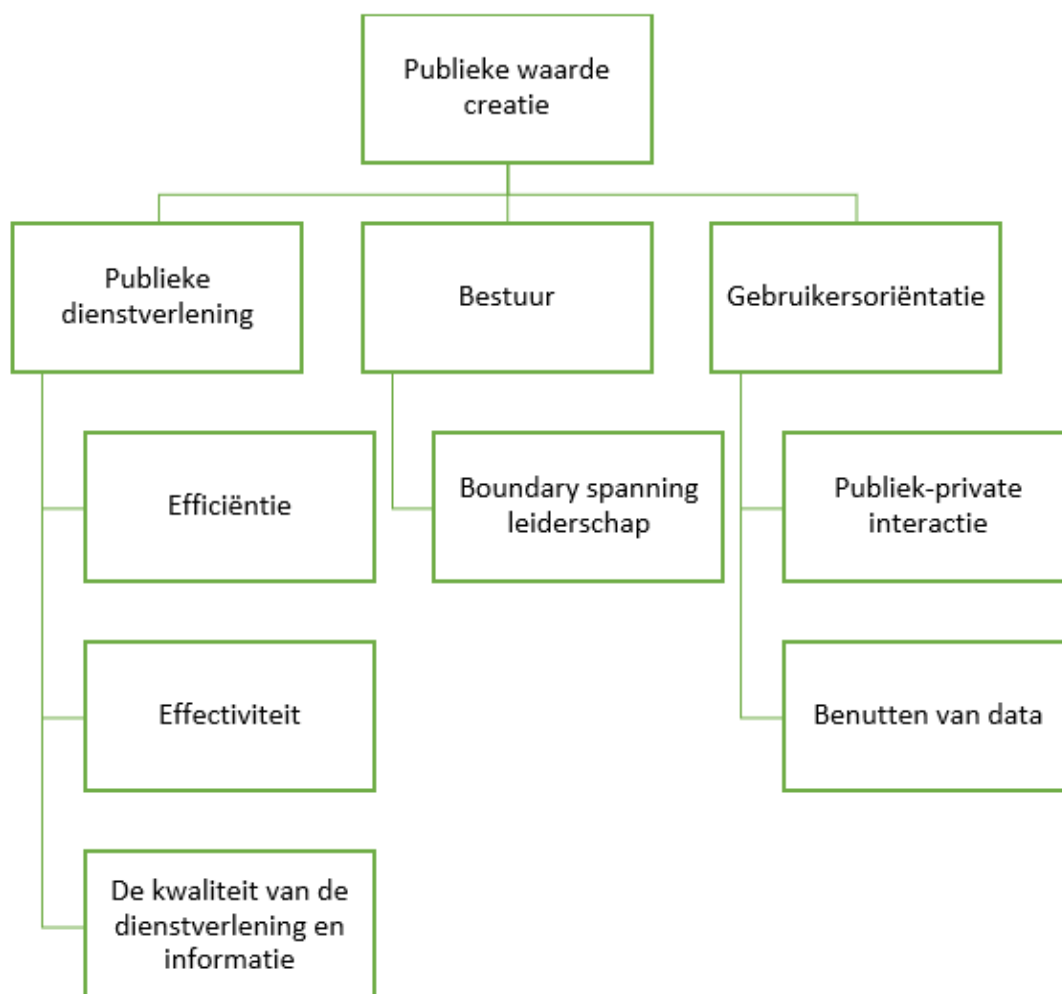 Publieke waarde
creatie
Publieke
dienstverlening
Bestuur
Gebruikersoriëntatie
Efficiëntie
Boundary spanning
leiderschap
Publiek-private
interactie
Effectiviteit
Benutten van data
De kwaliteit van de
dienstverlening en
informatie